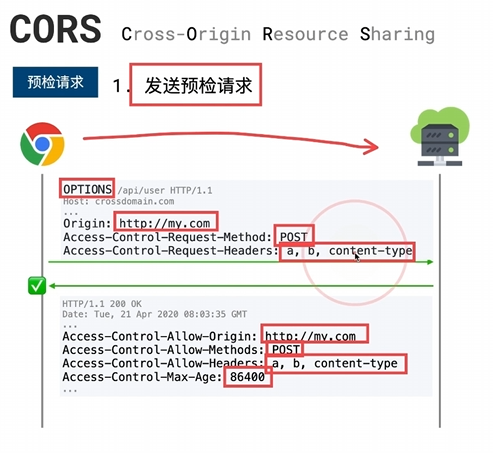 CORS Cross-Origin Resource Sharing
预检请求
1. 发送预检请求
OPTIONS /api/user HTTP/1.1
Host: crossdomain.com
...
Origin: http://my.com
Access-Control-Request-Method: POST
Access-Control-Request-Headers: a, b, content-type
HTTP/1.1 200 OK
Date: Tue, 21 Apr 2020 08:03:35 GMT
...
Access-Control-Allow-Origin: http://my.com
Access-Control-Allow-Methods: POST
Access-Control-Allow-Headers: a, b, content-type
Access-Control-Max-Age: 86400
...